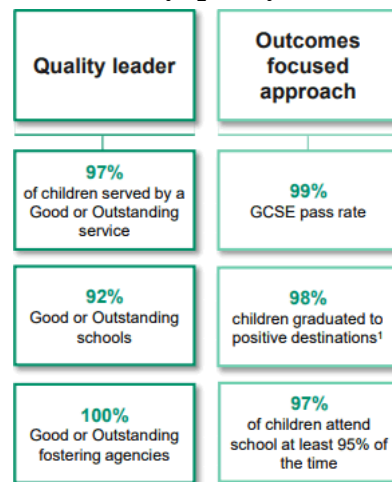 Quality leader
97%
of children served by a
Good or Outstanding
service
92%
Good or Outstanding
schools
100%
Good or Outstanding
fostering agencies
Outcomes
focused
approach
99%
GCSE pass rate
98%
children graduated to
positive destinations¹
97%
of children attend
school at least 95% of
the time